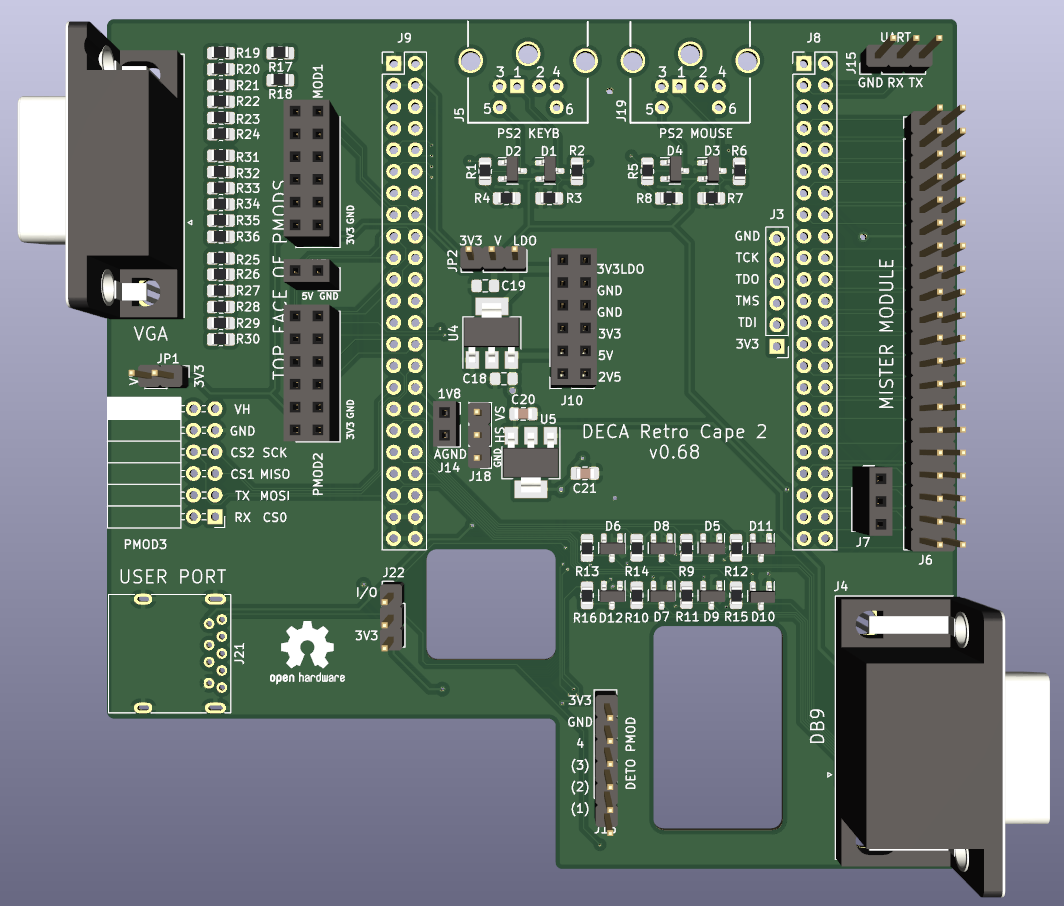 J9
J8
UART
J15
GND RX TX
R19
R20
R21
R22
R23
R24
R17
R18
MOD1
3 1 2 4
5 6
J5
PS2 KEYB
3 1 2 4
5 6
J19
PS2 MOUSE
R31
R32
R33
R34
R35
R36
R1
D2
D1
R2
R4
R3
R5
D4
D3
R6
R8
R7
3V3 GND
TOP FACE OF PMODS
R25
R26
R27
R28
R29
R30
5V GND
3V3 V LDO
JP2
C19
U4
C18
3V3LDO
GND
GND
3V3
5V
2V5
J10
J3
GND
TCK
TDO
TMS
TDI
3V3
MISTER MODULE
VGA
JP1
3V3
3V3 GND
PMOD2
VH
GND
CS2 SCK
CS1 MISO
TX MOSI
RX CS0
PMOD3
1V8
AGND
J14
HS VS
GND
J18
C20
U5
C21
DECA Retro Cape 2
v0.68
J7
J6
D6
D8
D5
D11
R13
R14
R9
R12
R16
D12
R10
D7
R11
D9
R15
D10
USER PORT
J21
J22
I/O
3V3
open hardware
3V3
GND
4
(3)
(2)
(1)
DETO PMOD
J4
DB9